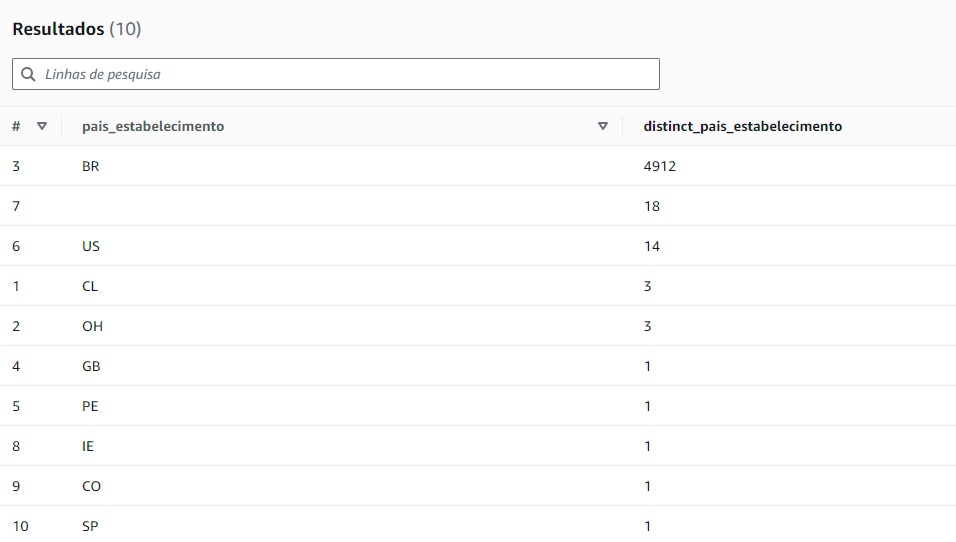 Resultados (10)
Linhas de pesquisa
# pais_estabelecimento distinct_pais_estabelecimento
3 BR 4912
7 18
6 US 14
1 CL 3
2 OH 3
4 GB 1
5 PE 1
8 IE 1
9 CO 1
10 SP 1